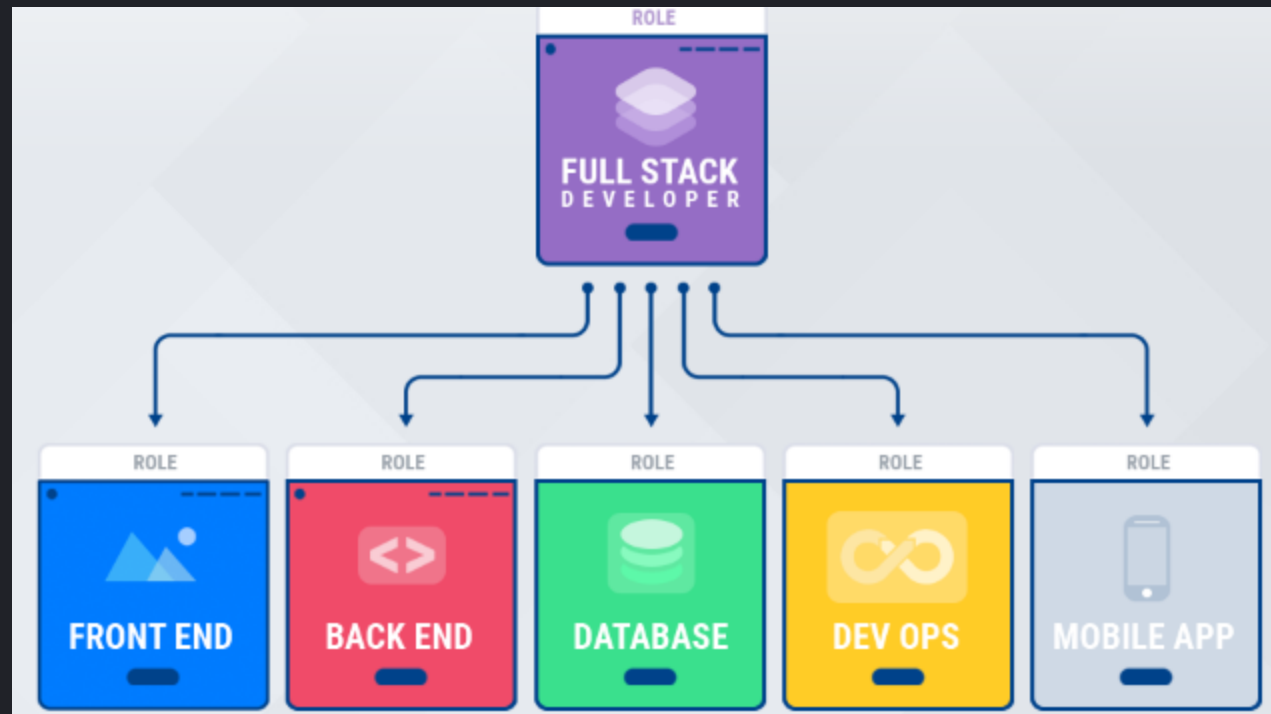 ROLE
FULL STACK
DEVELOPER
ROLE
FRONT END
ROLE
BACK END
ROLE
DATABASE
ROLE
DEV OPS
ROLE
MOBILE APP